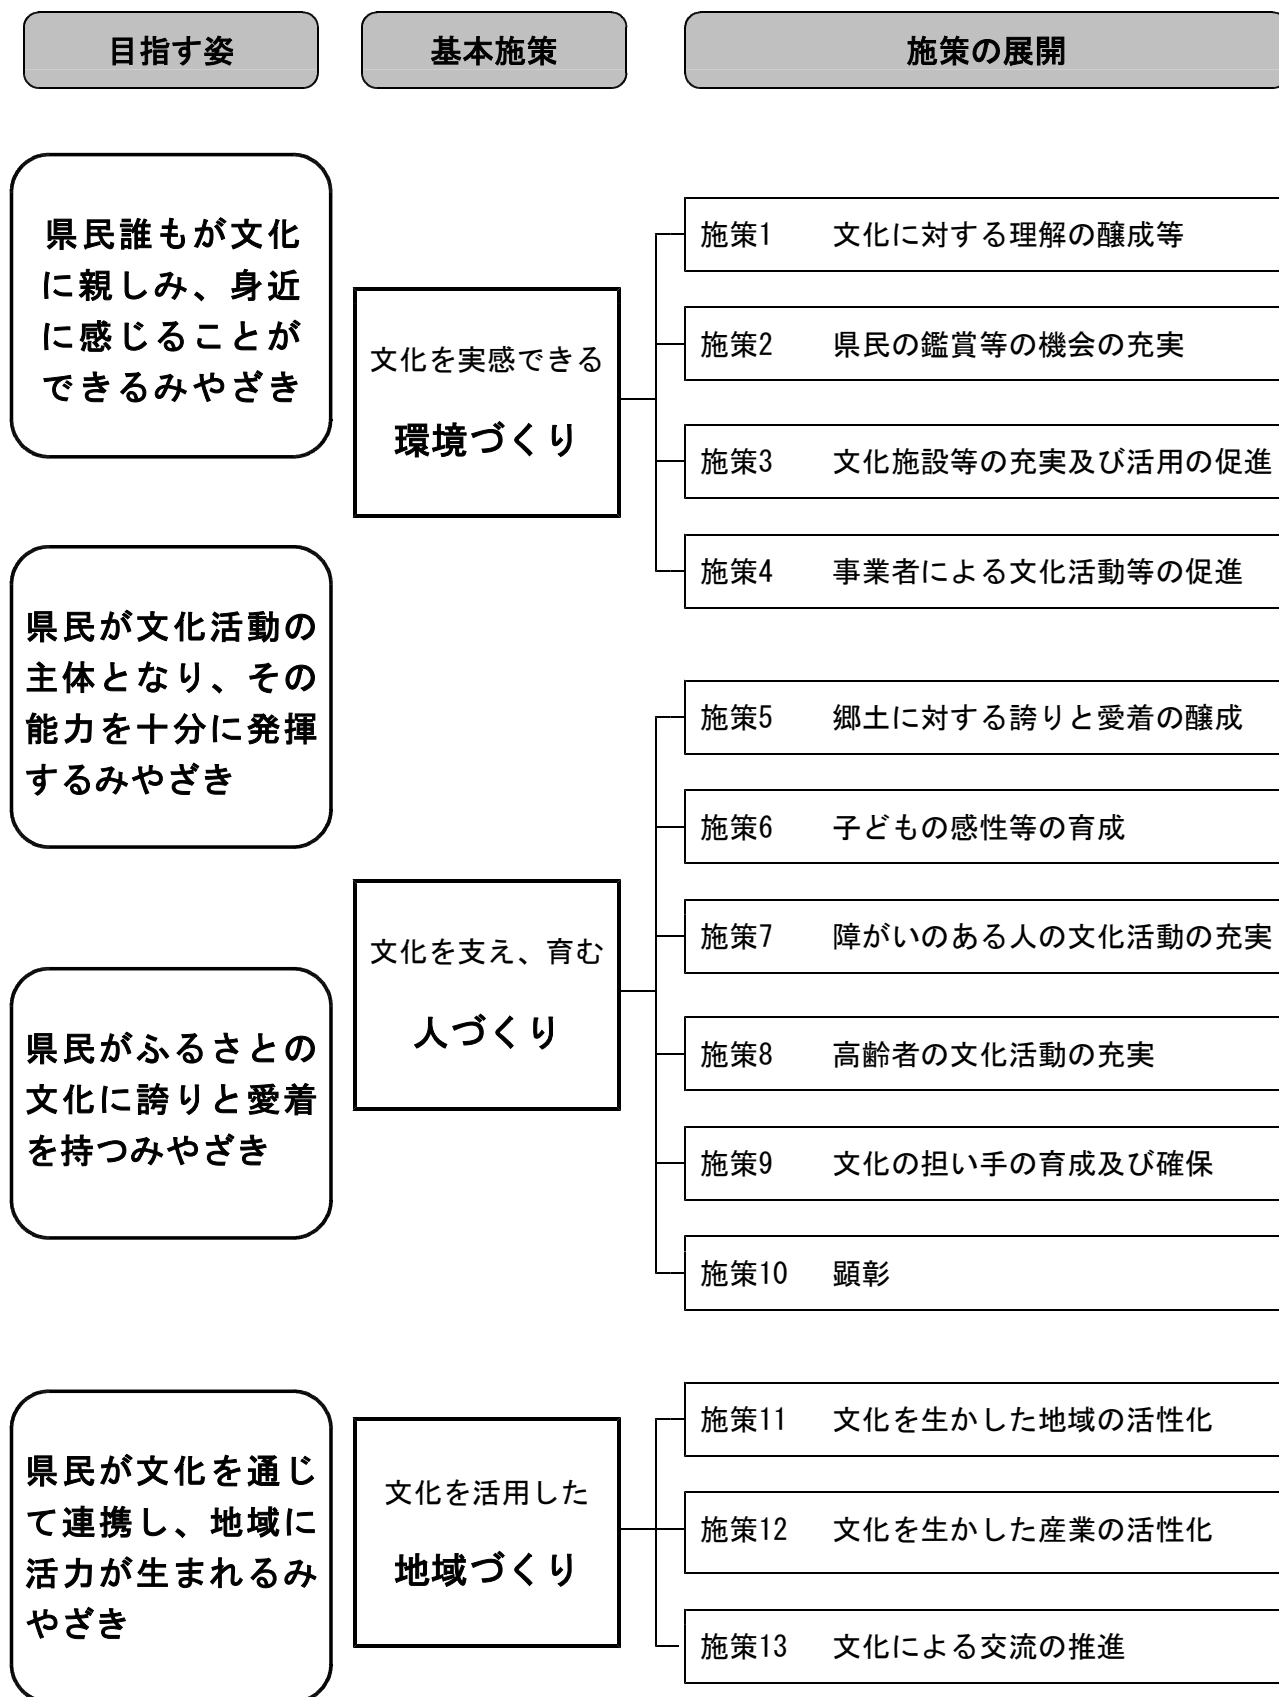 目指す姿
基本施策
施策の展開
県民誰もが文化
に親しみ、身近
に感じることが
できるみやざき
県民が文化活動の
主体となり、その
能力を十分に発揮
するみやざき
県民がふるさとの
文化に誇りと愛着
を持つみやざき
県民が文化を通じ
て連携し、地域に
活力が生まれるみ
やざき
文化を実感できる
環境づくり
施策1 文化に対する理解の醸成等
施策2 県民の鑑賞等の機会の充実
施策3 文化施設等の充実及び活用の促進
施策4 事業者による文化活動等の促進
文化を支え、育む
人づくり
施策5 郷土に対する誇りと愛着の醸成
施策6 子どもの感性等の育成
施策7 障がいのある人の文化活動の充実
施策8 高齢者の文化活動の充実
施策9 文化の担い手の育成及び確保
施策10 顕彰
文化を活用した
地域づくり
施策11 文化を生かした地域の活性化
施策12 文化を生かした産業の活性化
施策13 文化による交流の推進